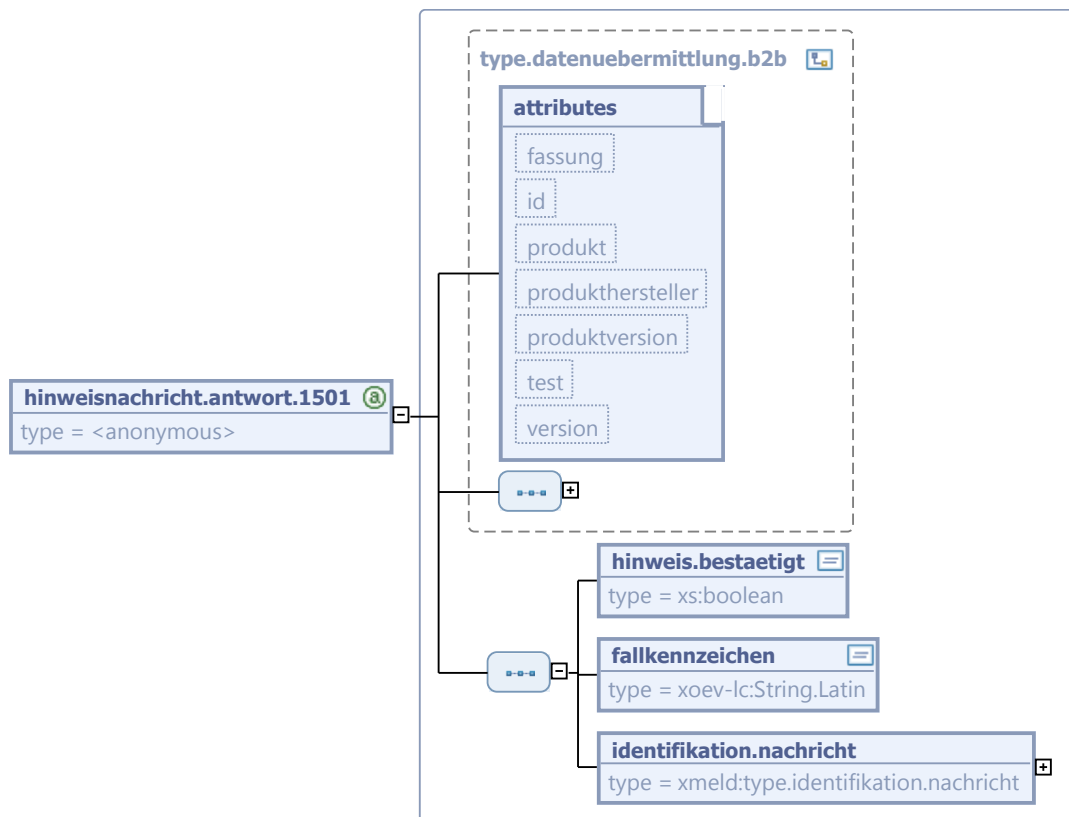 type.datenuebermittlung.b2b
attributes
fassung
id
produkt
produkthersteller
produktversion
test
version
hinweisnachricht.antwort.1501 a
type = <anonymous>
hinweis.bestaetigt
type = xs:boolean
fallkennzeichen
type = xoev-lc:String.Latin
identifikation.nachricht
type = xmeld:type.identifikation.nachricht